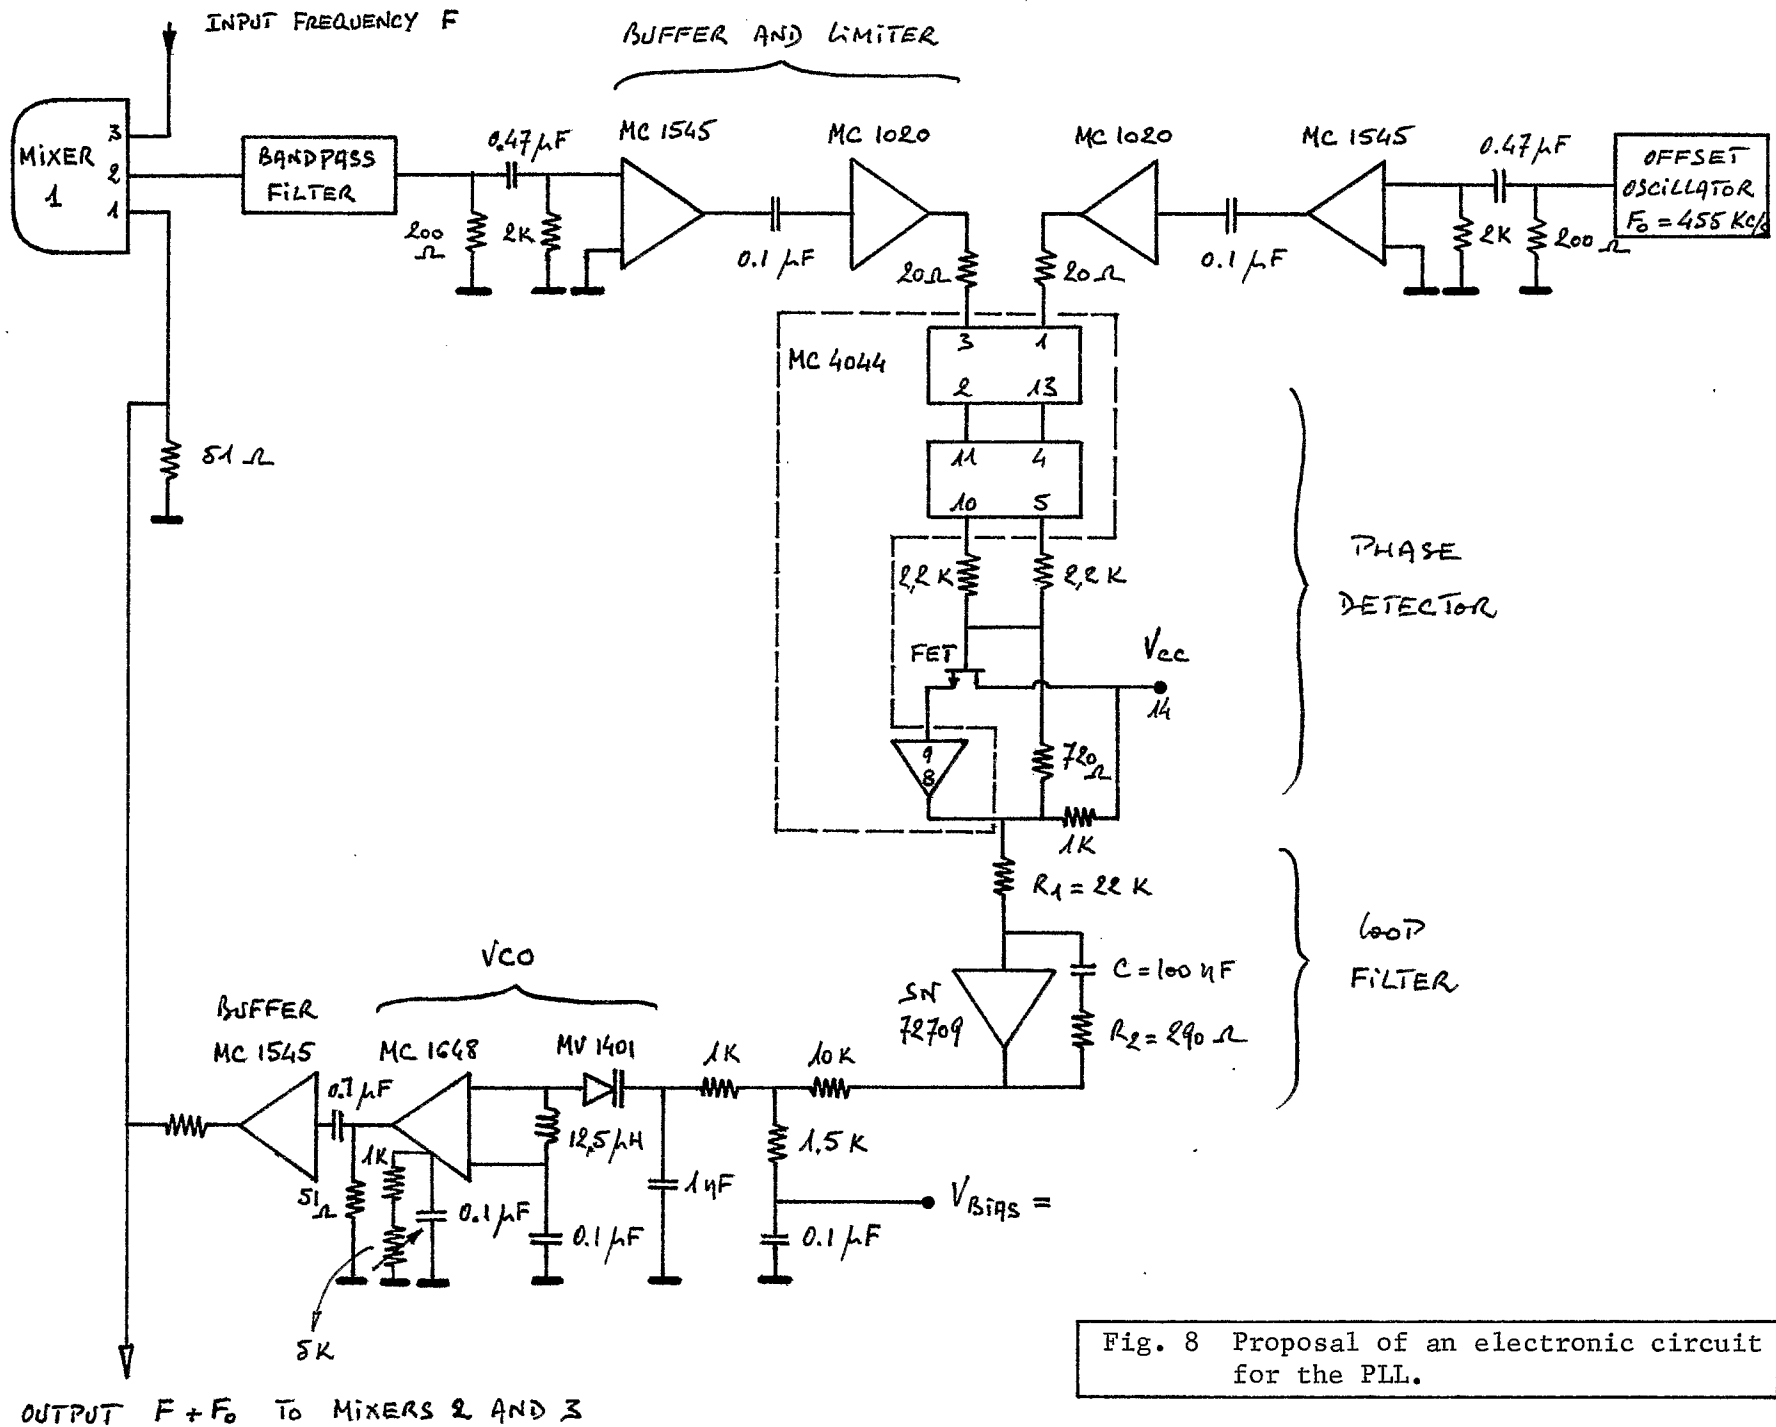 INPUT FREQUENCY F
BUFFER AND LIMITER
MIXER
1
3
2
1
BANDPASS
FILTER
0.47 μF
MC 1545
MC 1020
MC 1020
MC 1545
0.47 μF
OFFSET
OSCILLATOR
F₀ = 455 KC/s
200
Ω
2K
0.1 μF
20Ω
20Ω
0.1 μF
2K
200 Ω
MC 4044
3 1
2 13
11 4
10 5
51 Ω
2,2 K
2,2 K
PHASE
DETECTOR
FET
Vcc
14
9
8
720
Ω
1K
R1 = 22 K
LOOP
FILTER
C = 100 nF
R2 = 290 Ω
SN
72709
VCO
BUFFER
MC 1545
MC 1648
MV 1401
1K
10K
0.1 μF
12,5 μH
1,5 K
1K
51
Ω
0.1 μF
0.1 μF
1 nF
VBIAS =
0.1 μF
5K
OUTPUT F + F₀ TO MIXERS 2 AND 3
Fig. 8 Proposal of an electronic circuit
for the PLL.